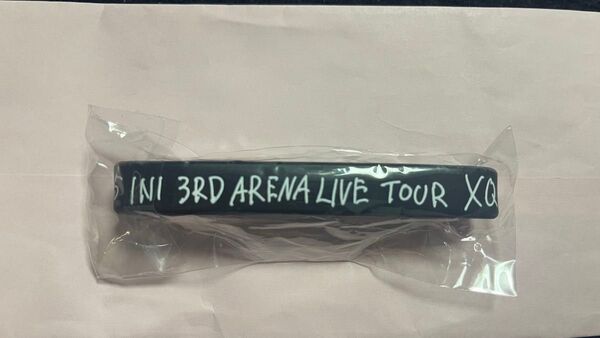 INI 3RD ARENA LIVE TOUR XQ